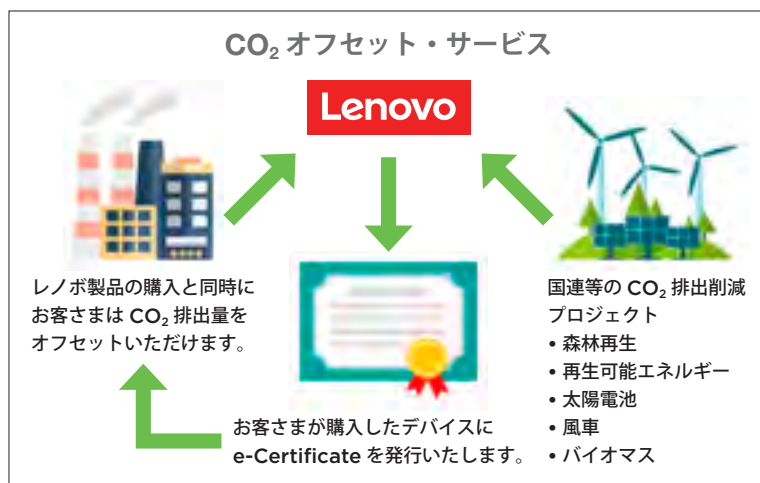 CO₂ オフセット・サービス
Lenovo
レノボ製品の購入と同時に
お客さまは CO₂ 排出量を
オフセットいただけます。
お客さまが購入したデバイスに
e-Certificate を発行いたします。
国連等の CO₂ 排出削減
プロジェクト
• 森林再生
• 再生可能エネルギー
• 太陽電池
• 風車
• バイオマス